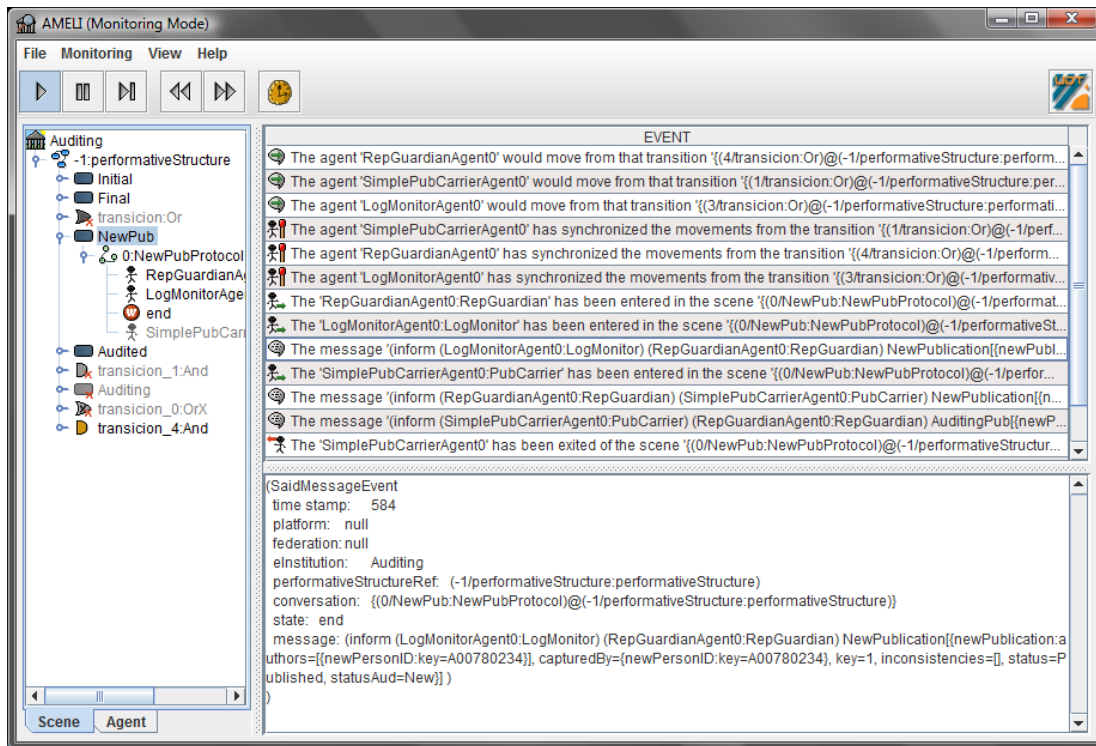 AMELI (Monitoring Mode)
File Monitoring View Help
Auditing
-1:performativeStructure
Initial
Final
transicion:Or
NewPub
0:NewPubProtocol
RepGuardianA
LogMonitorAge
end
SimplePubCarr
Audited
transicion_1:And
Auditing
transicion_0:OrX
transicion_4:And
Scene Agent
EVENT
The agent 'RepGuardianAgent0' would move from that transition '{(4/transicion:Or)@(-1/performativeStructure:perform...
The agent 'SimplePubCarrierAgent0' would move from that transition '{(1/transicion:Or)@(-1/performativeStructure:per...
The agent 'LogMonitorAgent0' would move from that transition '{(3/transicion:Or)@(-1/performativeStructure:performati...
The agent 'SimplePubCarrierAgent0' has synchronized the movements from the transition '{(1/transicion:Or)@(-1/perf...
The agent 'RepGuardianAgent0' has synchronized the movements from the transition '{(4/transicion:Or)@(-1/perform...
The agent 'LogMonitorAgent0' has synchronized the movements from the transition '{(3/transicion:Or)@(-1/performativ...
The 'RepGuardianAgent0:RepGuardian' has been entered in the scene '{(0/NewPub:NewPubProtocol)@(-1/performat...
The 'LogMonitorAgent0:LogMonitor' has been entered in the scene '{(0/NewPub:NewPubProtocol)@(-1/performativeSt...
The message '(inform (LogMonitorAgent0:LogMonitor) (RepGuardianAgent0:RepGuardian) NewPublication[{newPubl...
The 'SimplePubCarrierAgent0:PubCarrier' has been entered in the scene '{(0/NewPub:NewPubProtocol)@(-1/perfor...
The message '(inform (RepGuardianAgent0:RepGuardian) (SimplePubCarrierAgent0:PubCarrier) NewPublication[{n...
The message '(inform (SimplePubCarrierAgent0:PubCarrier) (RepGuardianAgent0:RepGuardian) AuditingPub[{newP...
The 'SimplePubCarrierAgent0' has been exited of the scene '{(0/NewPub:NewPubProtocol)@(-1/performativeStructur...
(SaidMessageEvent
time stamp: 584
platform: null
federation: null
eInstitution: Auditing
performativeStructureRef: (-1/performativeStructure:performativeStructure)
conversation: {(0/NewPub:NewPubProtocol)@(-1/performativeStructure:performativeStructure)}
state: end
message: (inform (LogMonitorAgent0:LogMonitor) (RepGuardianAgent0:RepGuardian) NewPublication[{newPublication:a
uthors=[{newPersonID:key=A00780234}], capturedBy={newPersonID:key=A00780234}, key=1, inconsistencies=[], status=P
ublished, statusAud=New}] )
)